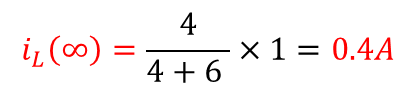 i_L(∞) = 4 / (4 + 6) × 1 = 0.4A